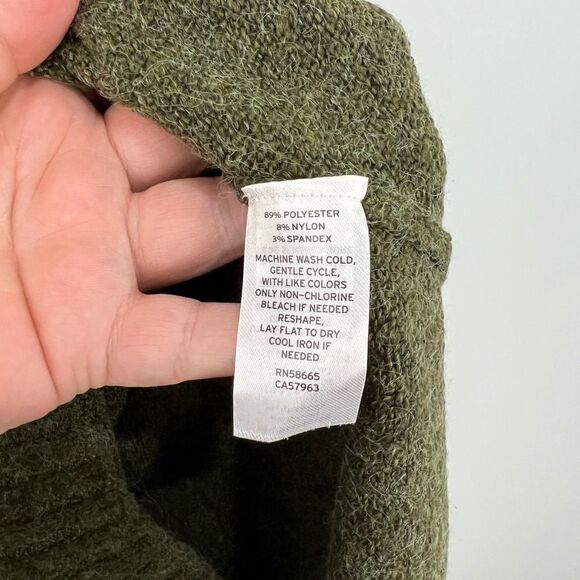 89% POLYESTER
8% NYLON
3% SPANDEX
MACHINE WASH COLD,
GENTLE CYCLE,
WITH LIKE COLORS
ONLY NON-CHLORINE
BLEACH IF NEEDED
RESHAPE,
LAY FLAT TO DRY
COOL IRON IF
NEEDED
RN58665
CA57963